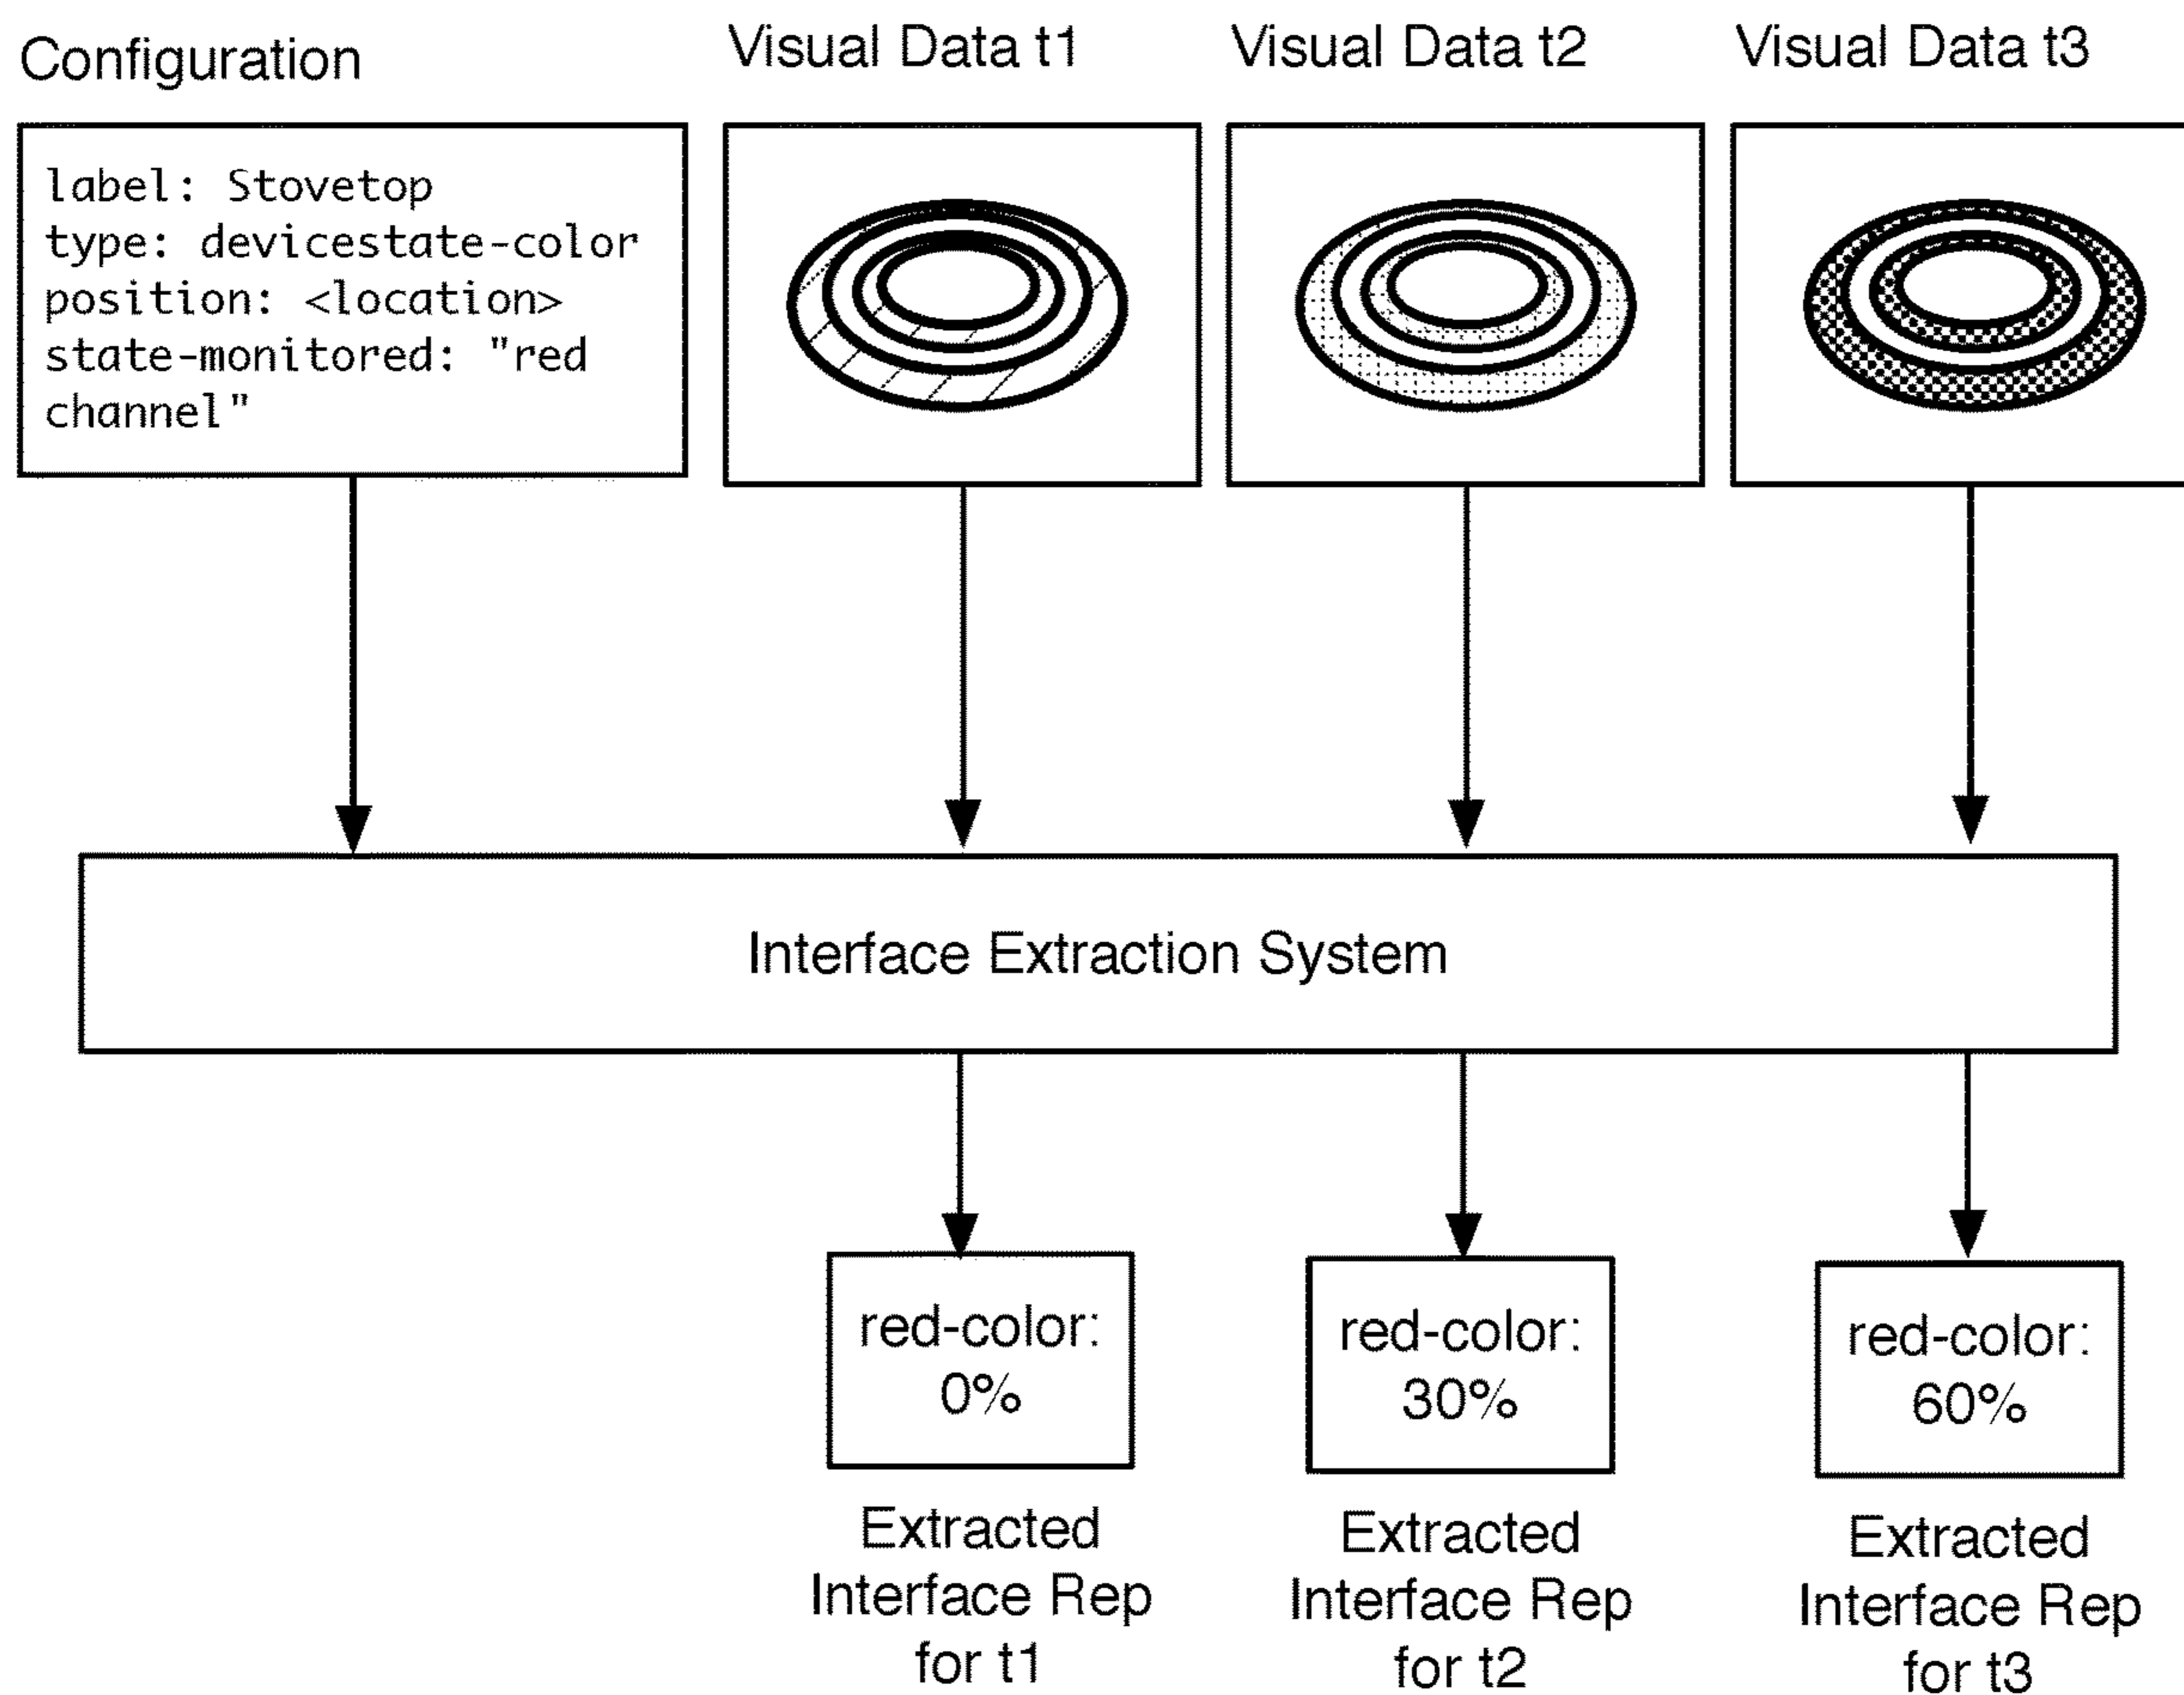 Configuration
Visual Data t1
Visual Data t2
Visual Data t3
label: Stovetop
type: devicestate-color
position: <location>
state-monitored: "red
channel"
Interface Extraction System
red-color:
0%
red-color:
30%
red-color:
60%
Extracted
Interface Rep
for t1
Extracted
Interface Rep
for t2
Extracted
Interface Rep
for t3